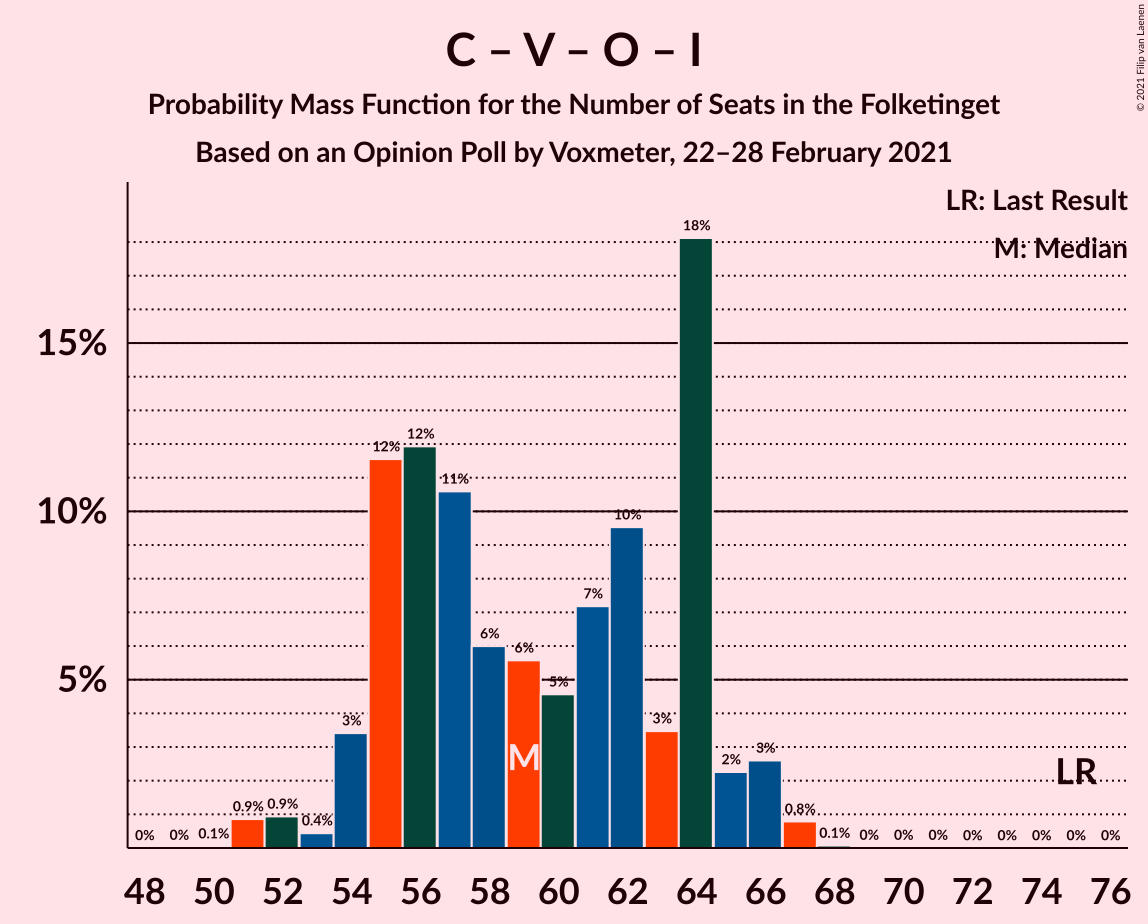 C – V – O – I
Probability Mass Function for the Number of Seats in the Folketinget
Based on an Opinion Poll by Voxmeter, 22–28 February 2021
© 2021 Filip van Laenen
LR: Last Result
M: Median
15%
10%
5%
0% 0% 0.1% 0.9% 0.9% 0.4% 3% 12% 12% 11% 6% 6% 5% 7% 10% 3% 18% 2% 3% 0.8% 0.1% 0% 0% 0% 0% 0% 0% 0% 0%
M
LR
48 50 52 54 56 58 60 62 64 66 68 70 72 74 76